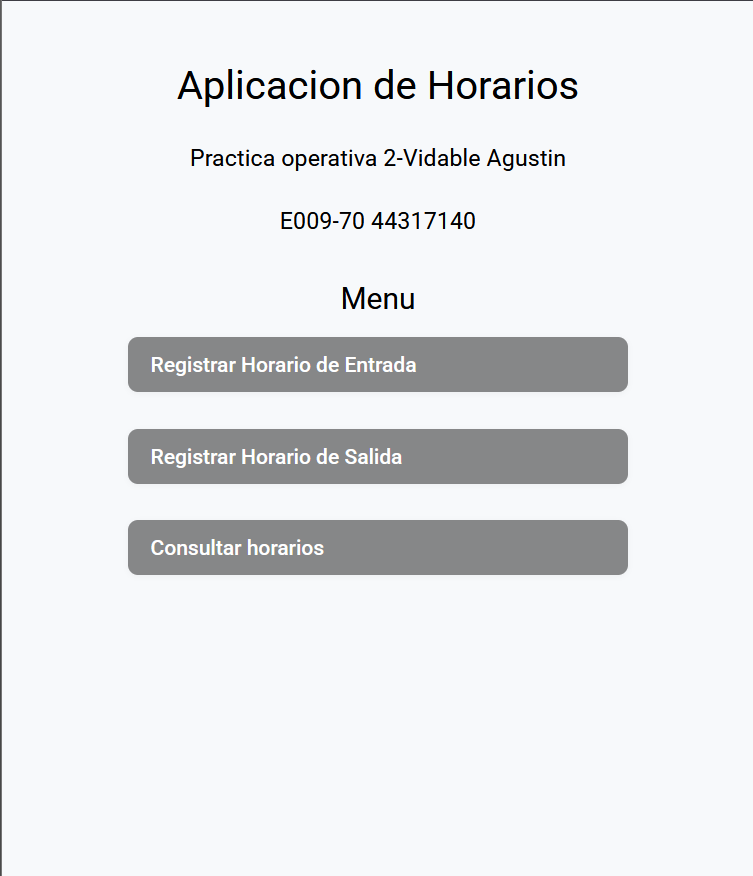 Aplicacion de Horarios
Practica operativa 2-Vidable Agustin
E009-70 44317140
Menu
Registrar Horario de Entrada
Registrar Horario de Salida
Consultar horarios